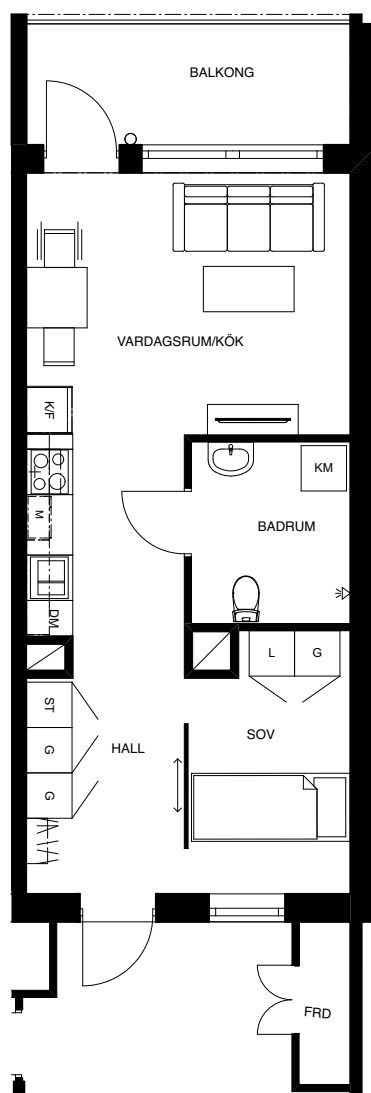 BALKONG
VARDAGSRUM/KÖK
K/F
KM
M
BADRUM
DM
L
G
ST
SOV
HALL
G
G
FRD